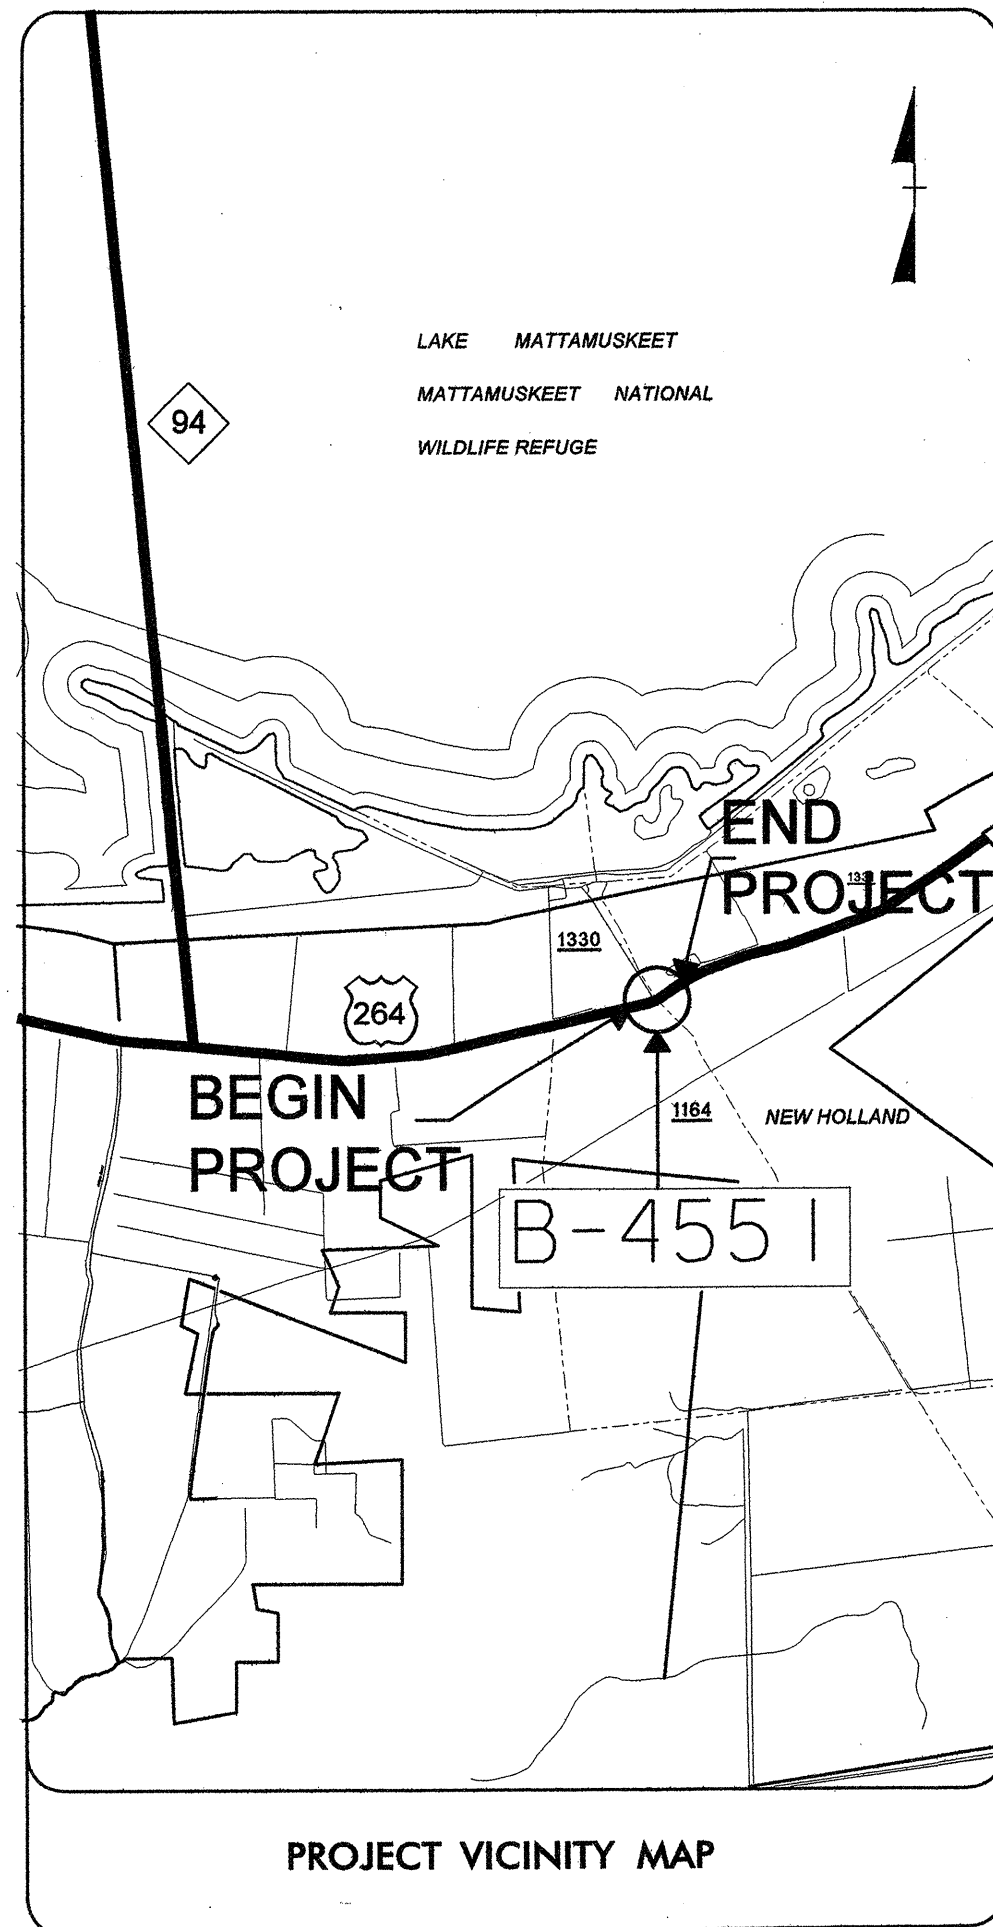 LAKE MATTAMUSKEET
MATTAMUSKEET NATIONAL
WILDLIFE REFUGE
94
END
PROJECT
1330
264
BEGIN
PROJECT
1164
NEW HOLLAND
B-4551
PROJECT VICINITY MAP